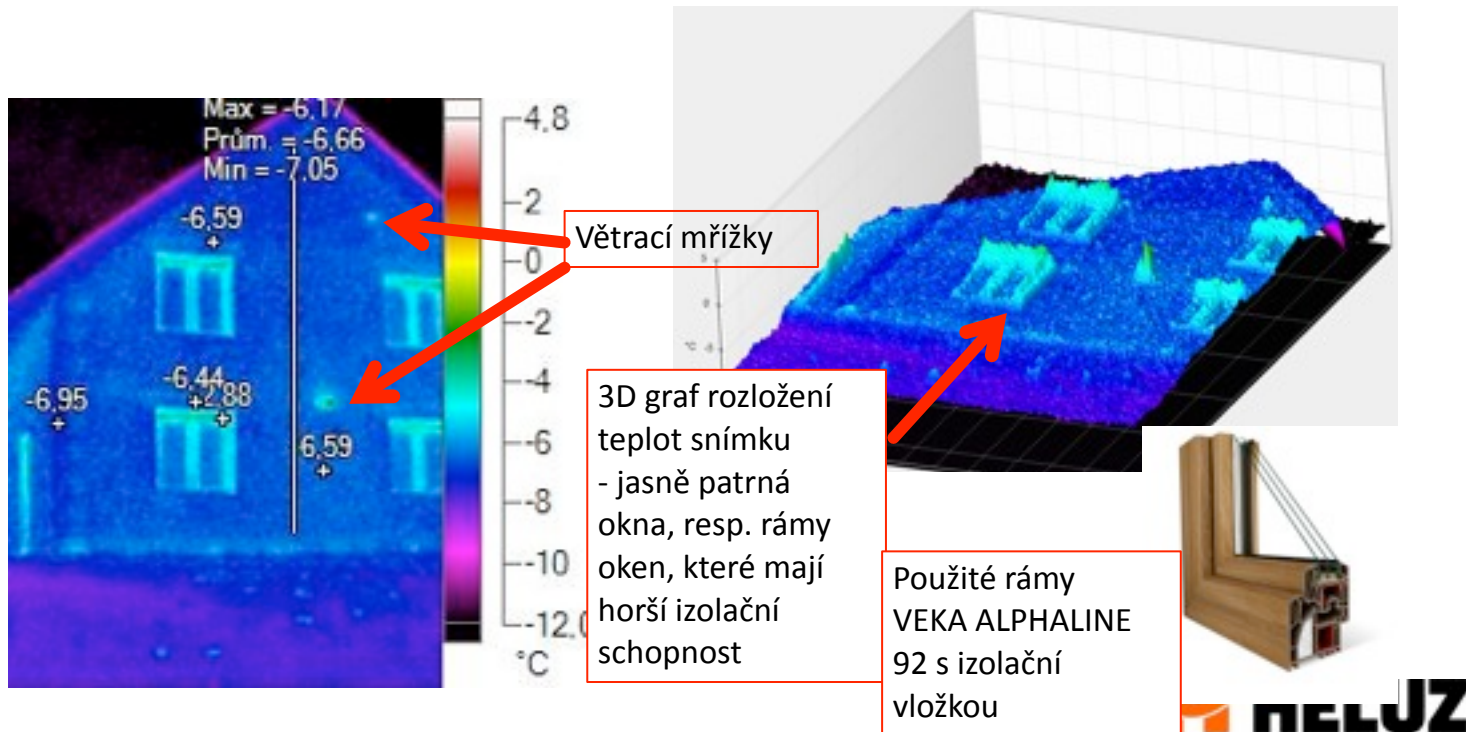 Max = -6,17
Prům. = -6,66
Min = -7,05
-6,59
-6,44
-2,88
-6,95
-6,59
4,8
-2
-0
-2
-4
-6
-8
-10
-12,0
°C
Větrací mřížky
3D graf rozložení
teplot snímku
- jasně patrná
okna, resp. rámy
oken, které mají
horší izolační
schopnost
Použité rámy
VEKA ALPHALINE
92 s izolační
vložkou
HELUZ